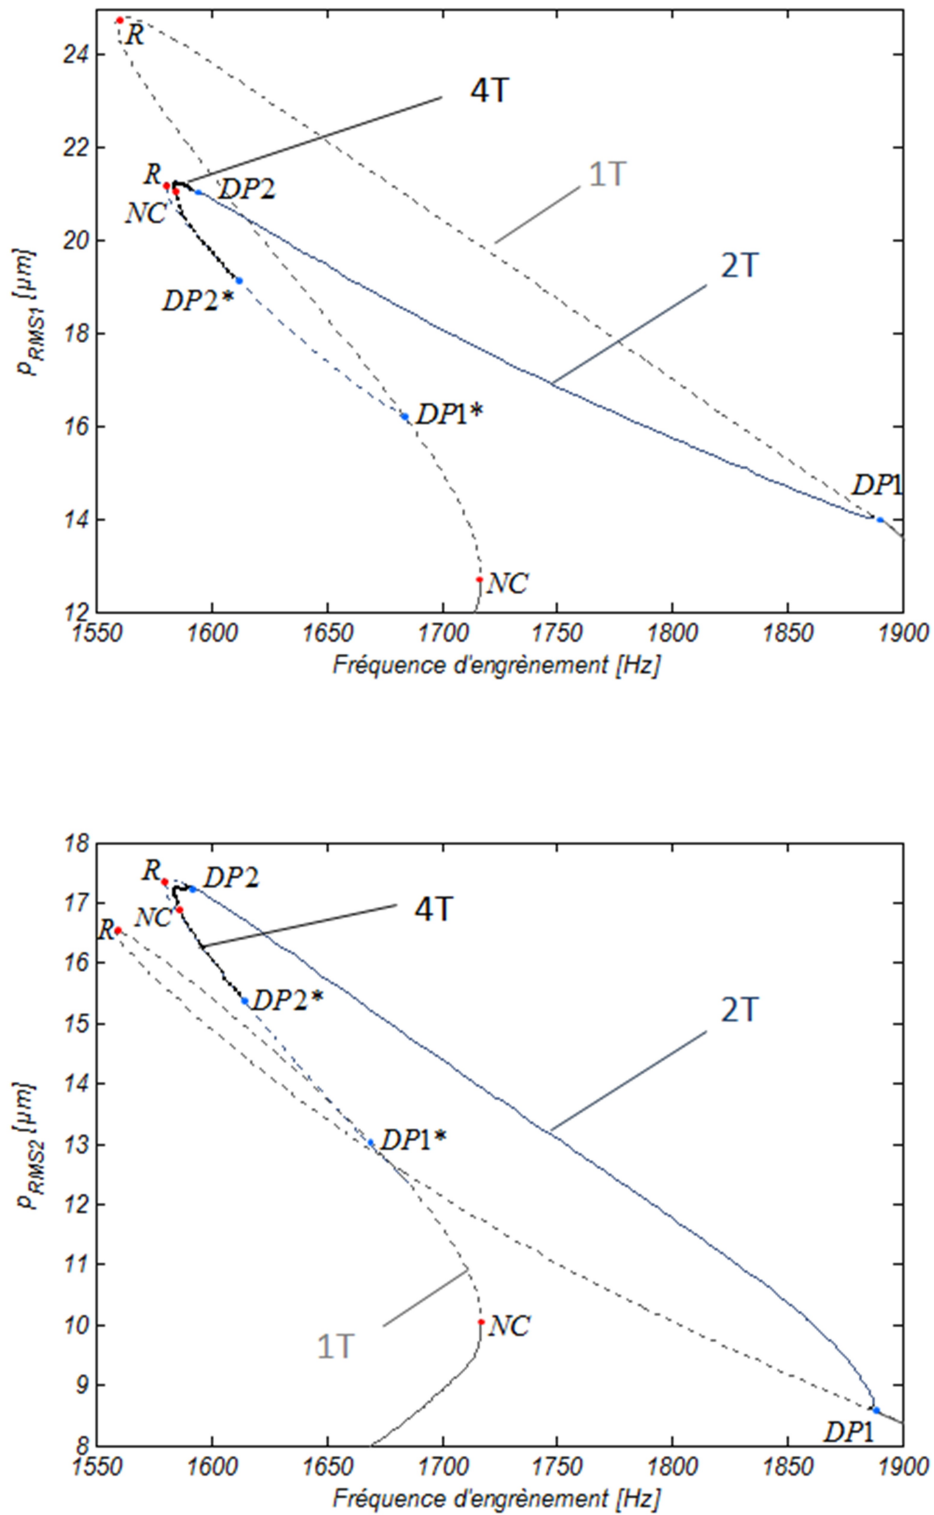 24
R
4T
22
1T
R
DP2
NC
20
2T
DP2*
18
p_RMS1 [µm]
DP1*
16
DP1
14
NC
12
1550 1600 1650 1700 1750 1800 1850 1900
Fréquence d'engrènement [Hz]
18
R
DP2
17
NC
4T
R
16
DP2*
2T
15
14
p_RMS2 [µm]
13
DP1*
12
11
10
NC
1T
9
DP1
8
1550 1600 1650 1700 1750 1800 1850 1900
Fréquence d'engrènement [Hz]